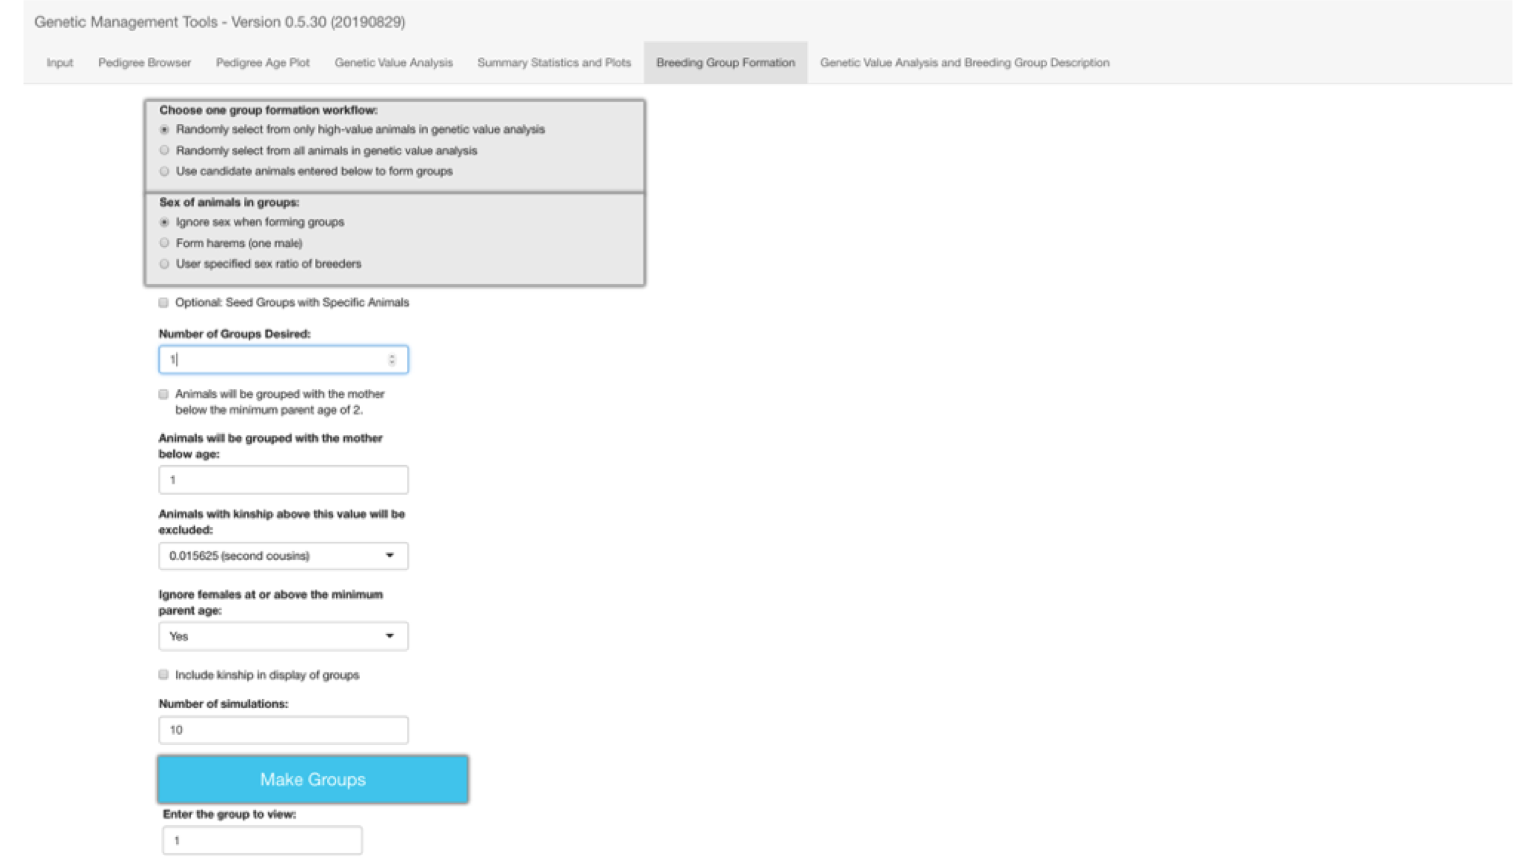 Genetic Management Tools - Version 0.5.30 (20190829)
Input Pedigree Browser Pedigree Age Plot Genetic Value Analysis Summary Statistics and Plots Breeding Group Formation Genetic Value Analysis and Breeding Group Description
Choose one group formation workflow:
Randomly select from only high-value animals in genetic value analysis
Randomly select from all animals in genetic value analysis
Use candidate animals entered below to form groups
Sex of animals in groups:
Ignore sex when forming groups
Form harems (one male)
User specified sex ratio of breeders
Optional: Seed Groups with Specific Animals
Number of Groups Desired:
1
Animals will be grouped with the mother
below the minimum parent age of 2.
Animals will be grouped with the mother
below age:
1
Animals with kinship above this value will be
excluded:
0.015625 (second cousins)
Ignore females at or above the minimum
parent age:
Yes
Include kinship in display of groups
Number of simulations:
10
Make Groups
Enter the group to view:
1